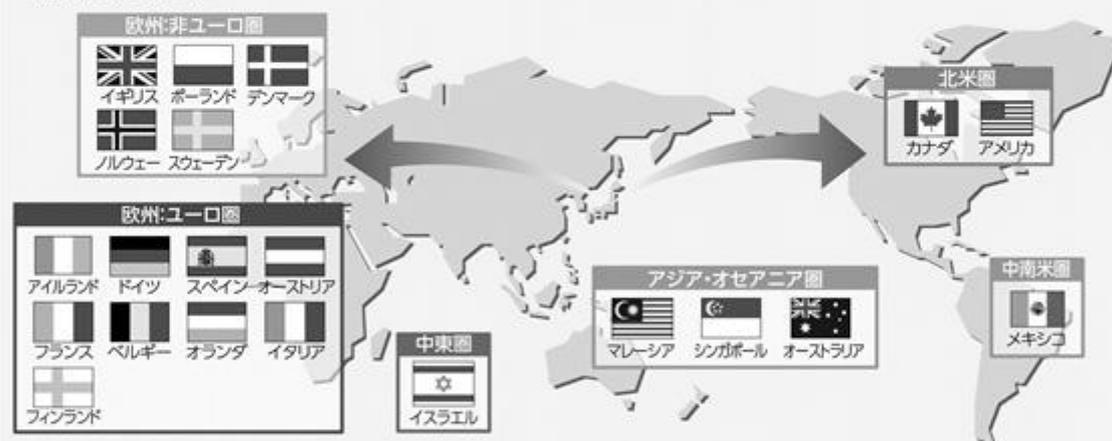 欧州:非ユーロ圏
イギリス ポーランド デンマーク
ノルウェー スウェーデン
欧州:ユーロ圏
アイルランド ドイツ スペイン オーストリア
フランス ベルギー オランダ イタリア
フィンランド
中東圏
イスラエル
アジア・オセアニア圏
マレーシア シンガポール オーストラリア
北米圏
カナダ アメリカ
中南米圏
メキシコ